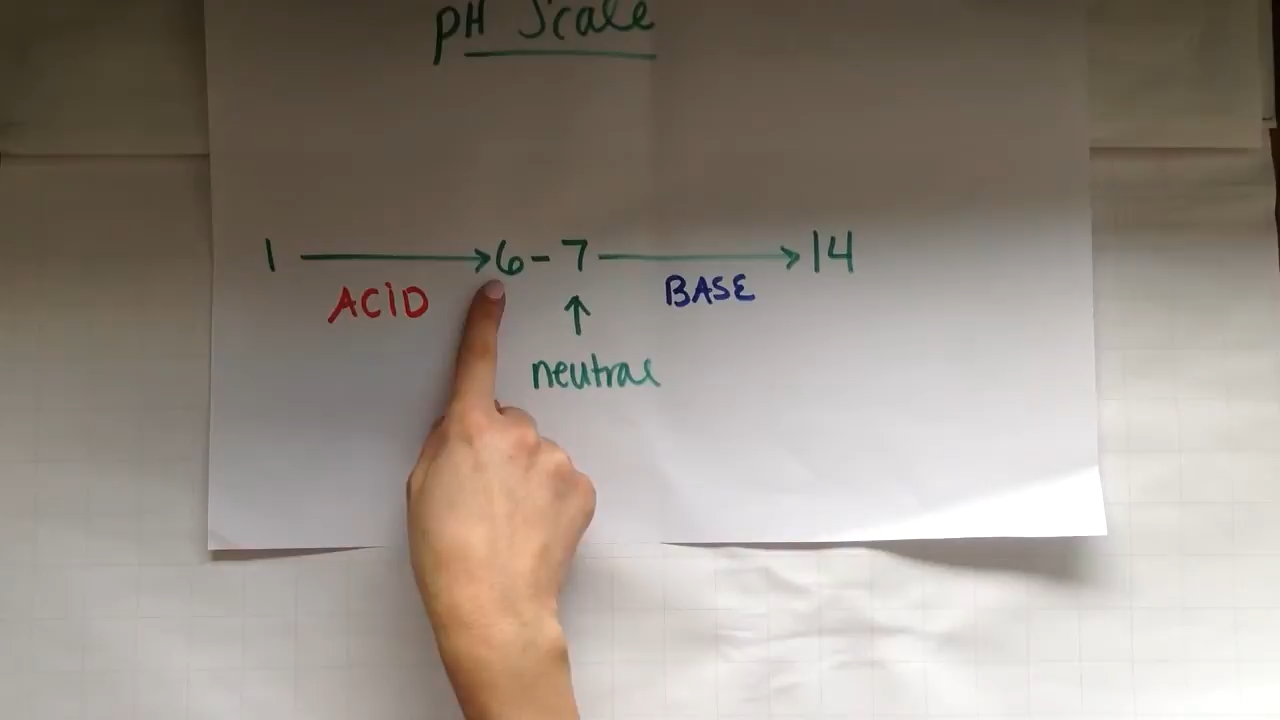 pH Scale
1 → 6 - 7 → 14
ACID BASE
↑
neutral